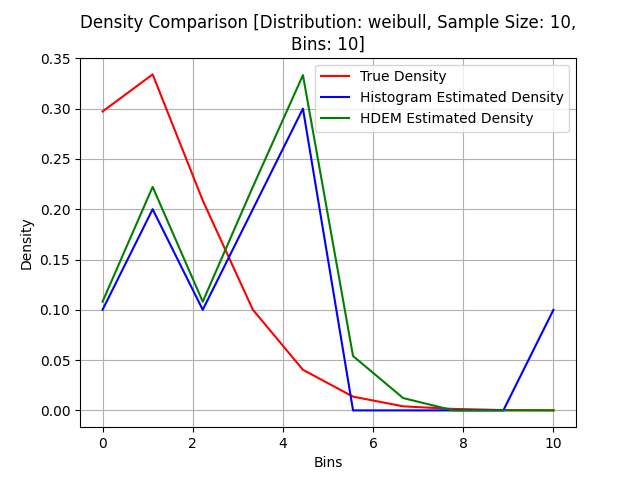 Density Comparison [Distribution: weibull, Sample Size: 10,
Bins: 10]
True Density
Histogram Estimated Density
HDEM Estimated Density
Density
0.35
0.30
0.25
0.20
0.15
0.10
0.05
0.00
0 2 4 6 8 10
Bins